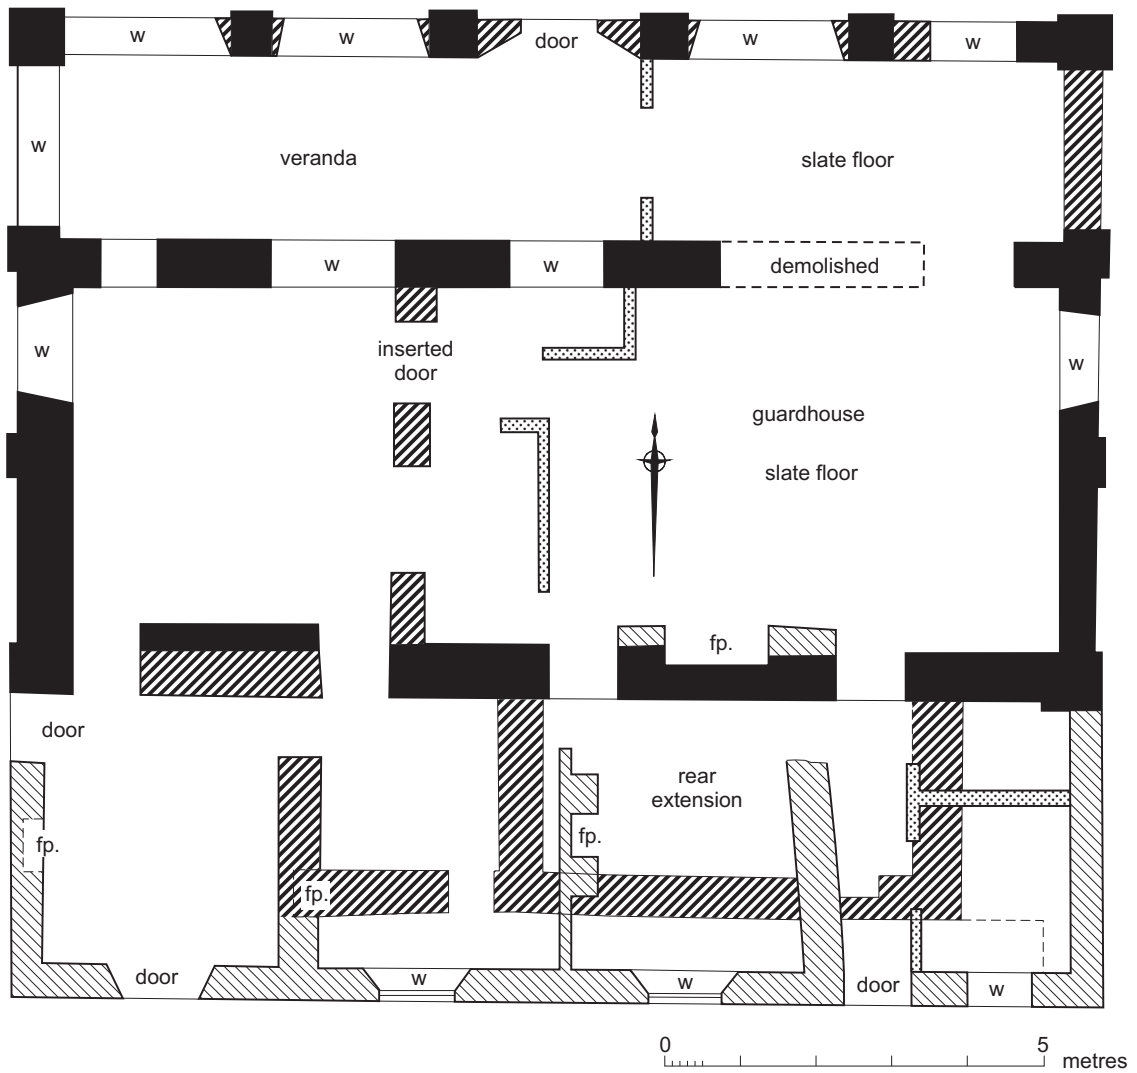 w
w
door
w
w
w
veranda
slate floor
w
w
demolished
w
inserted
door
w
guardhouse
slate floor
fp.
door
rear
extension
fp.
fp.
fp.
door
w
w
door
w
0
5
metres